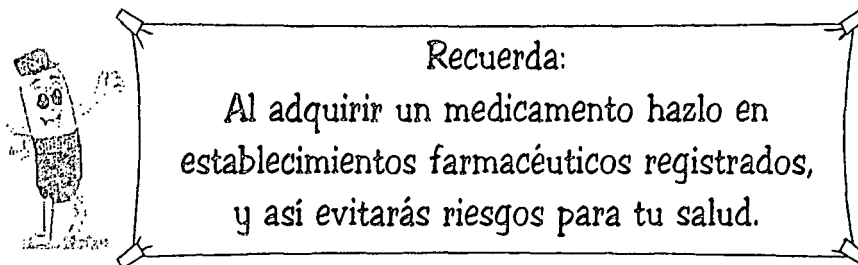 Recuerda:
Al adquirir un medicamento hazlo en
establecimientos farmacéuticos registrados,
y así evitarás riesgos para tu salud.